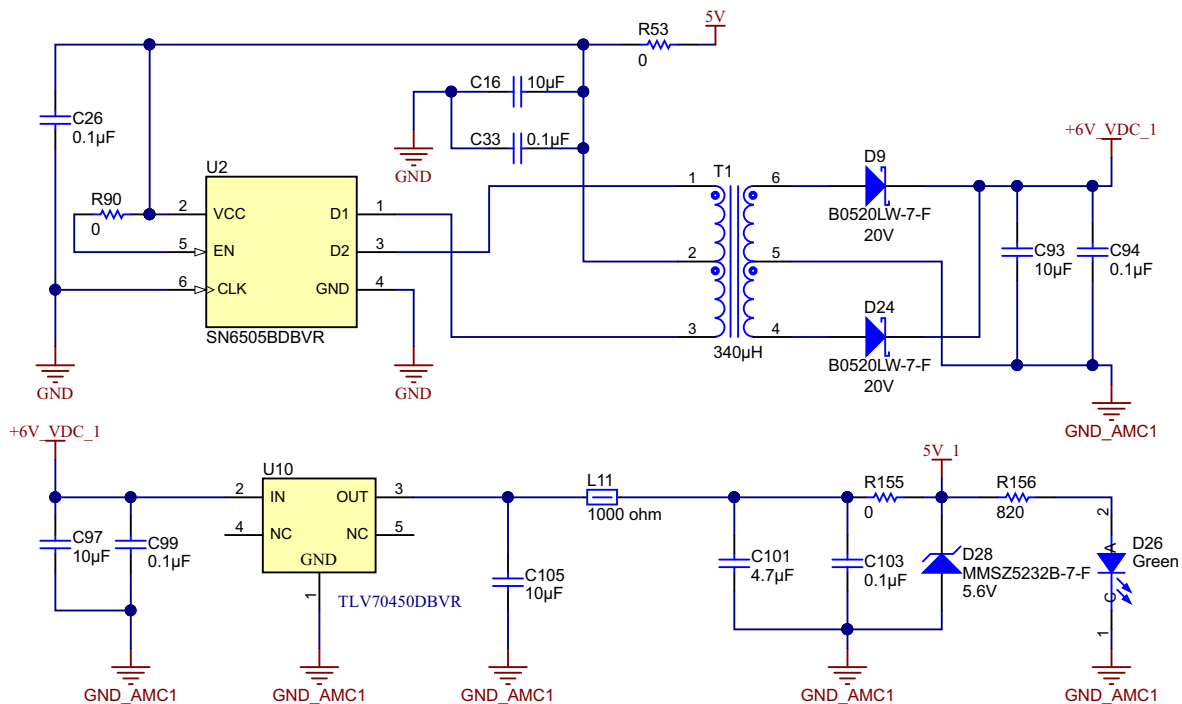 5V
R53
0
C16
10µF
C26
0.1µF
C33
0.1µF
GND
+6V_VDC_1
U2
T1
D9
R90
0
2
VCC
D1
1
5
EN
D2
3
6
CLK
GND
4
SN6505BDBVR
1
6
2
5
3
4
340µH
B0520LW-7-F
20V
C93
10µF
C94
0.1µF
D24
B0520LW-7-F
20V
GND
GND
GND_AMC1
+6V_VDC_1
U10
2
IN
OUT
3
4
NC
NC
5
GND
1
TLV70450DBVR
C97
10µF
C99
0.1µF
C105
10µF
L11
1000 ohm
C101
4.7µF
C103
0.1µF
R155
0
5V_1
R156
820
D28
MMSZ5232B-7-F
5.6V
2
A
D26
Green
C
1
GND_AMC1
GND_AMC1
GND_AMC1
GND_AMC1
GND_AMC1